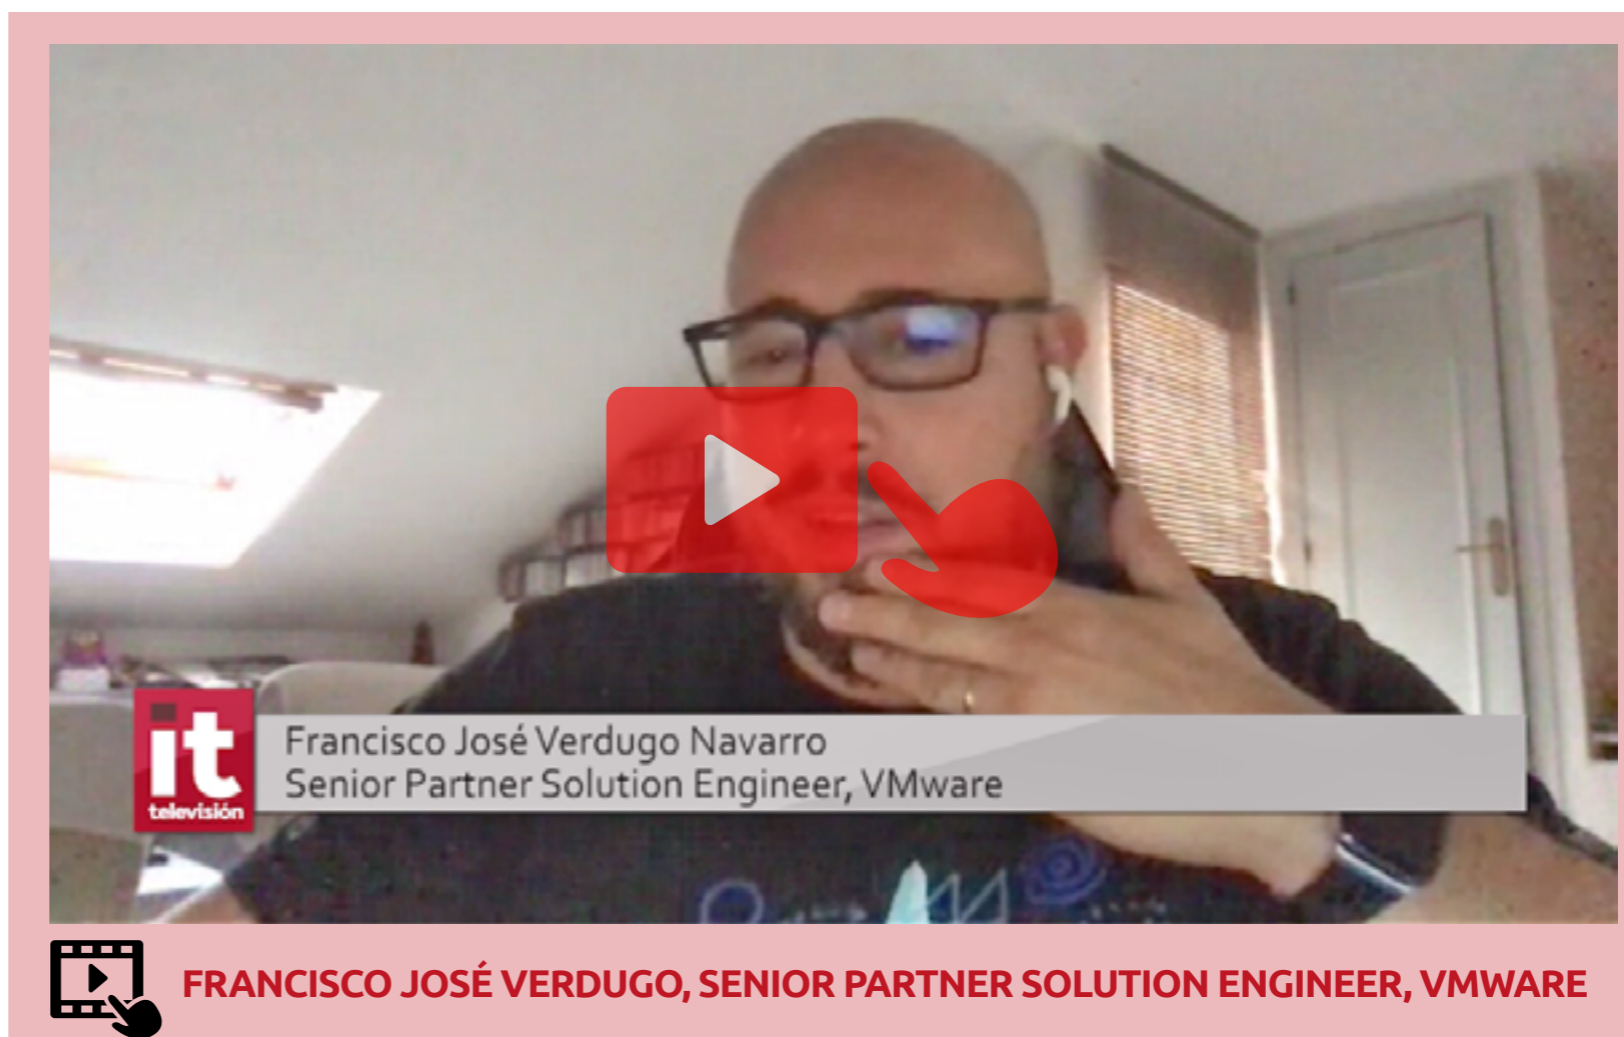 it
televisión
Francisco José Verdugo Navarro
Senior Partner Solution Engineer, VMware
FRANCISCO JOSÉ VERDUGO, SENIOR PARTNER SOLUTION ENGINEER, VMWARE